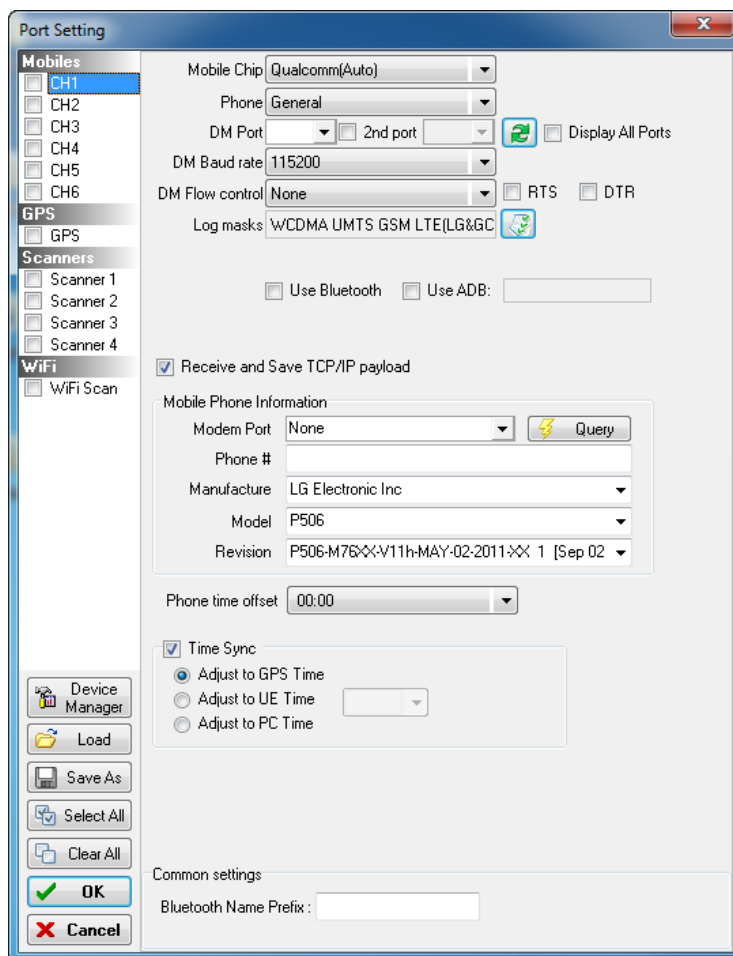 Port Setting
Mobiles
CH1
CH2
CH3
CH4
CH5
CH6
GPS
GPS
Scanners
Scanner 1
Scanner 2
Scanner 3
Scanner 4
WiFi
WiFi Scan
Device Manager
Load
Save As
Select All
Clear All
OK
Cancel
Mobile Chip Qualcomm(Auto)
Phone General
DM Port 2nd port Display All Ports
DM Baud rate 115200
DM Flow control None RTS DTR
Log masks WCDMA UMTS GSM LTE(LG&GC
Use Bluetooth Use ADB:
Receive and Save TCP/IP payload
Mobile Phone Information
Modem Port None Query
Phone #
Manufacture LG Electronic Inc
Model P506
Revision P506-M76XX-V11h-MAY-02-2011-XX 1 [Sep 02
Phone time offset 00:00
Time Sync
Adjust to GPS Time
Adjust to UE Time
Adjust to PC Time
Common settings
Bluetooth Name Prefix :